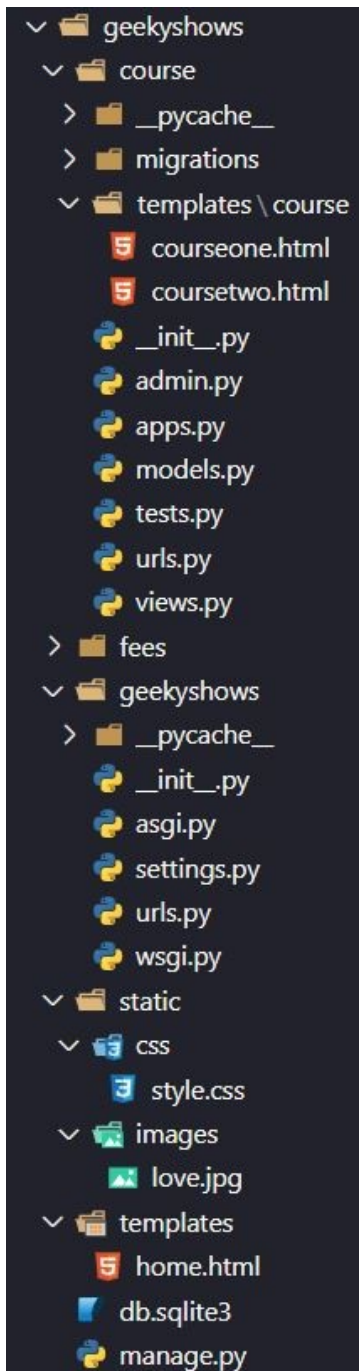 geekyshows
course
__pycache__
migrations
templates\course
courseone.html
coursetwo.html
__init__.py
admin.py
apps.py
models.py
tests.py
urls.py
views.py
fees
geekyshows
__pycache__
__init__.py
asgi.py
settings.py
urls.py
wsgi.py
static
css
style.css
images
love.jpg
templates
home.html
db.sqlite3
manage.py